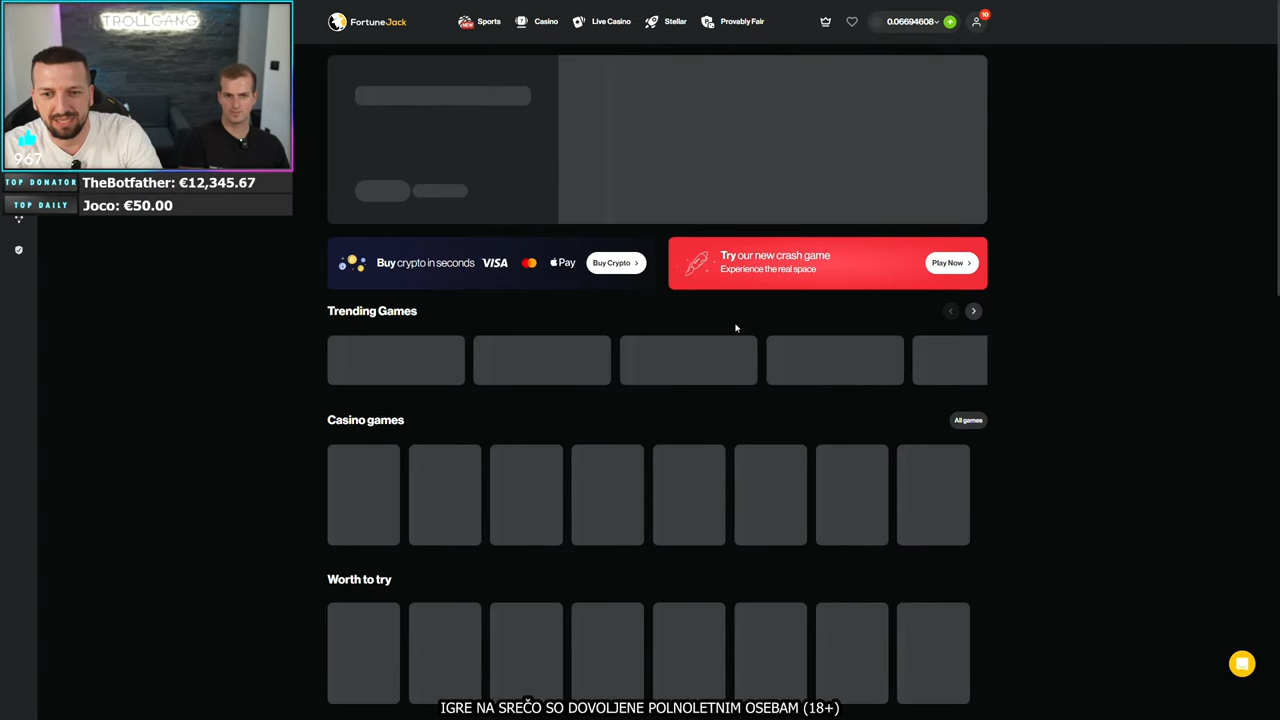 TROLLGANG
967
TOP DONATOR TheBotfather: €12,345.67
TOP DAILY Joco: €50.00
FortuneJack
NEW Sports
Casino
Live Casino
Stellar
Provably Fair
0.06694608
10
Buy crypto in seconds VISA Pay Buy Crypto
Try our new crash game
Experience the real space
Play Now
Trending Games
Casino games
All games
Worth to try
IGRE NA SREČO SO DOVOLJENE POLNOLETNIM OSEBAM (18+)